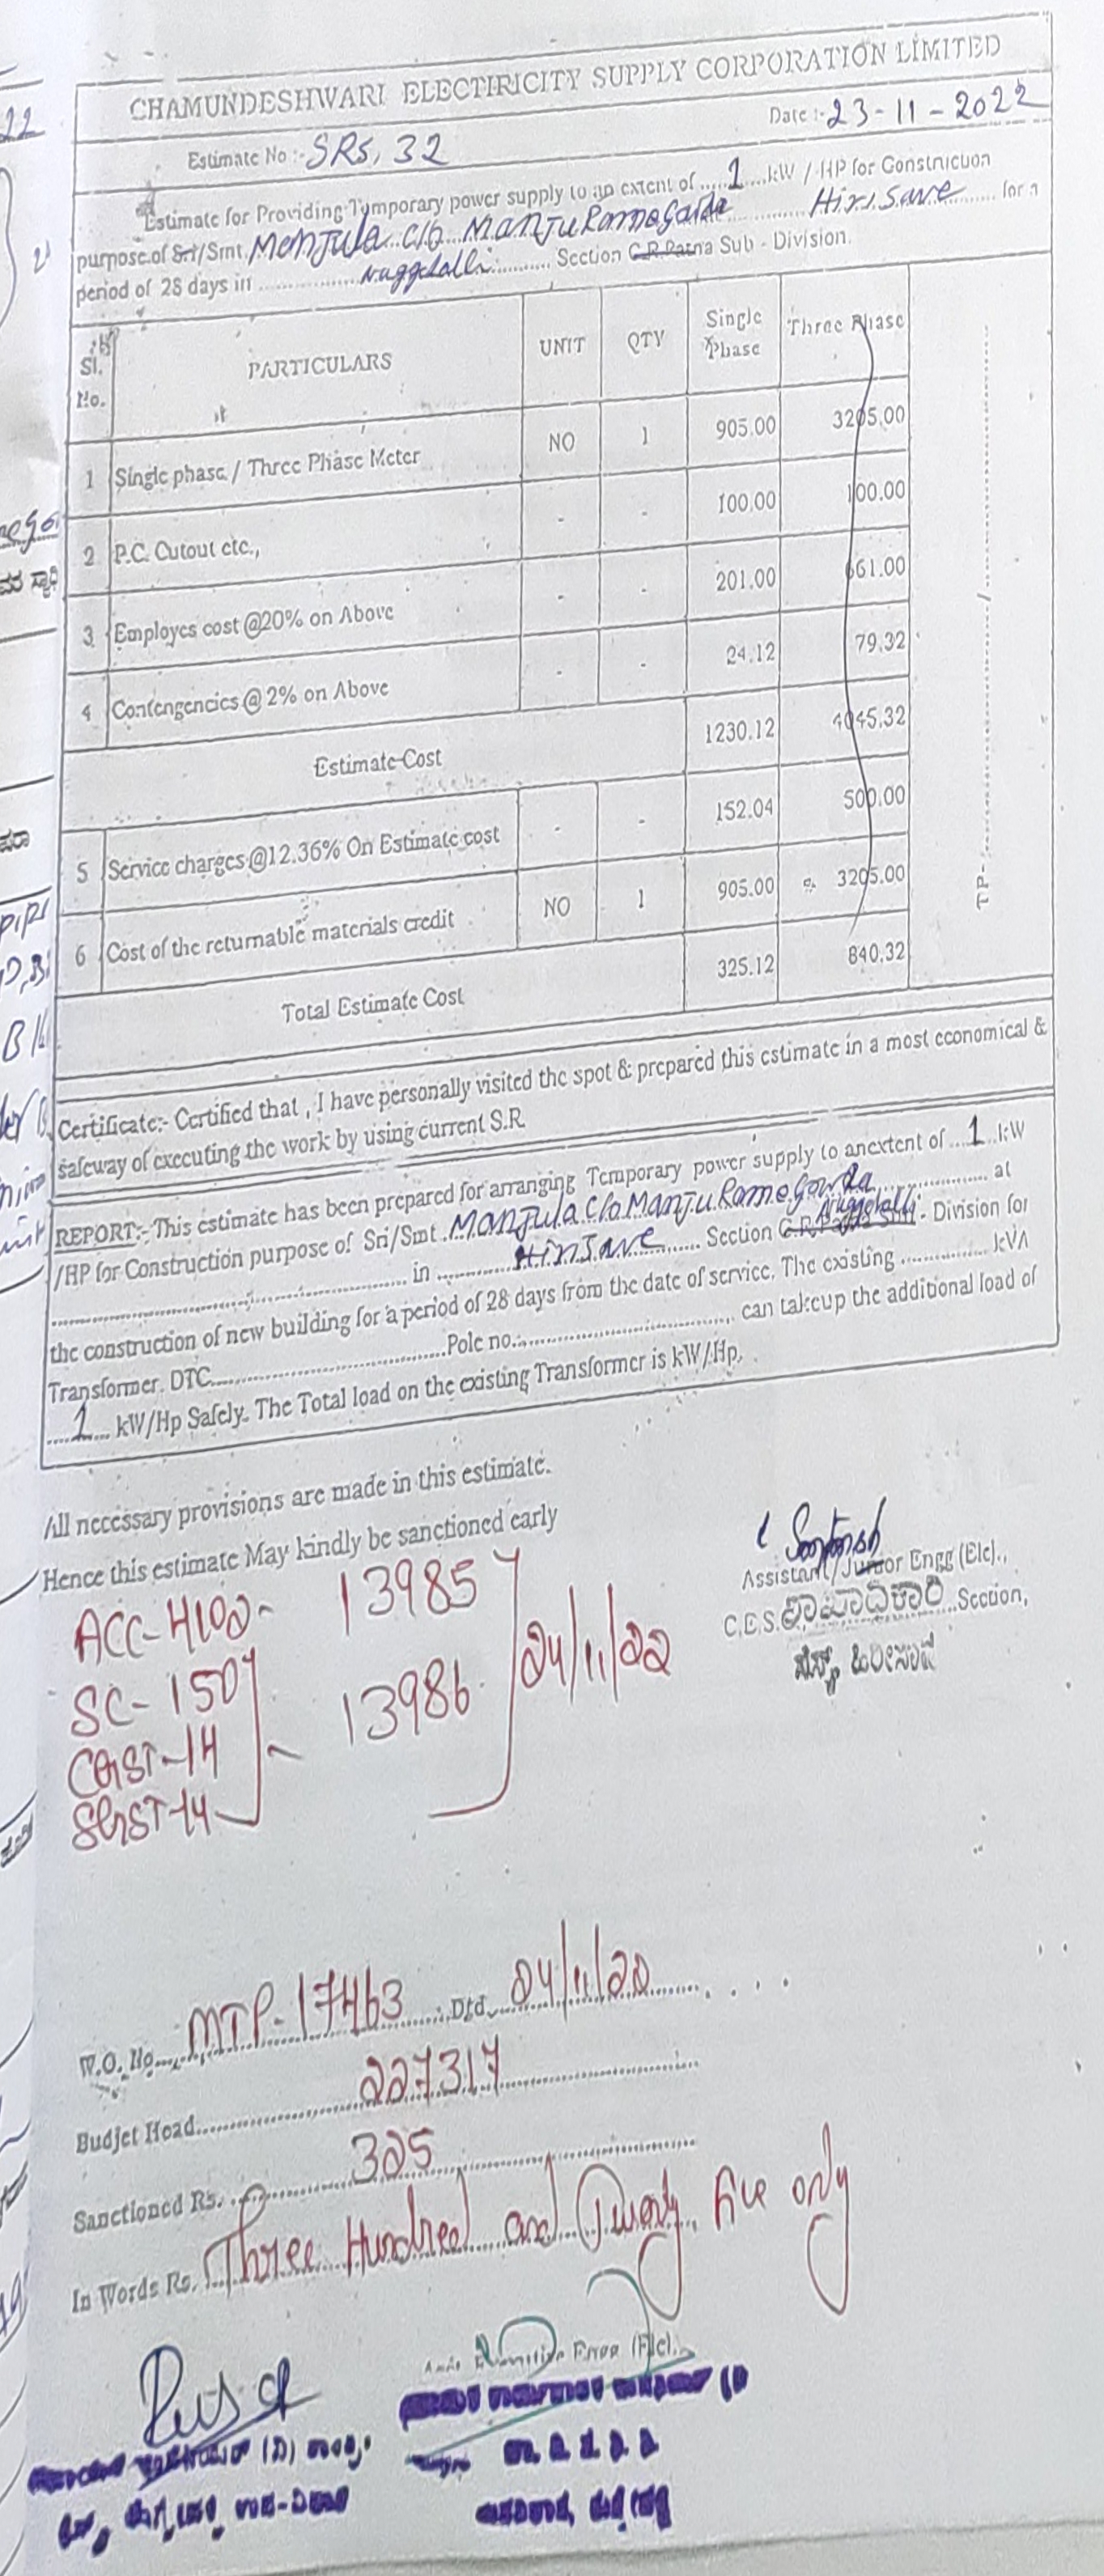 CHAMUNDESHWARI ELECTIRICITY SUPPLY CORPORATION LIMITED
Estimate No :- SRS, 32 Date :- 23-11-2022
Estimate for Providing Tymporary power supply to an extent of .....1....kW / HP for Construction
purpose of Sri/Smt Manjula C/o Manju Ramegowda Hirisave for a
period of 28 days in Nuggehalli Section C.R.Patna Sub - Division.
Sl. No. PARTICULARS UNIT QTY Single Phase Three Phase
1 Single phase / Three Phase Meter NO 1 905.00 3205.00
2 P.C. Cutout etc., - - 100.00 100.00
3 Employes cost @20% on Above - - 201.00 661.00
4 Contengencies @ 2% on Above - - 24.12 79.32
Estimate Cost 1230.12 4045.32
5 Service charges @12.36% On Estimate cost - - 152.04 500.00
6 Cost of the returnable materials credit NO 1 905.00 3205.00
Total Estimate Cost 325.12 840.32
TP-................../..................
Certificate:- Certified that , I have personally visited the spot & prepared this estimate in a most economical &
safeway of executing the work by using current S.R
REPORT:- This estimate has been prepared for arranging Temporary power supply to anextent of ...1..kW
/HP for Construction purpose of Sri/Smt Manjula C/o Manju Ramegowda at
in Hirisave Section Nuggehalli - Division for
the construction of new building for a period of 28 days from the date of service. The existing .............. kVA
Transformer. DTC..............................Pole no.:................................ can takeup the additional load of
1 kW/Hp Safely. The Total load on the existing Transformer is kW/Hp.
All necessary provisions are made in this estimate.
Hence this estimate May kindly be sanctioned early
Assistant/Junior Engg (Elc).,
C.E.S. ಶಾಖಾಧಿಕಾರಿ Section,
ಹಿರೀಸಾವೆ
ACC-4100- 13985
SC-150
CGST-14 - 13986 24/11/22
SGST-14
W.O. No MTP-17463 Dtd. 24/11/22
Budjet Head 227317
Sanctioned Rs. 325
In Words Rs. Three Hundred and Twenty five only